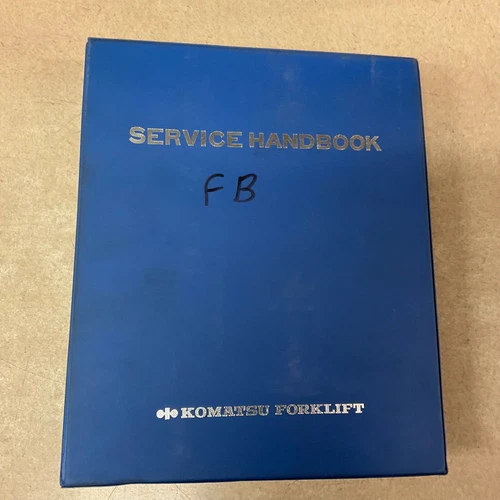 SERVICE HANDBOOK
FB
KOMATSU FORKLIFT